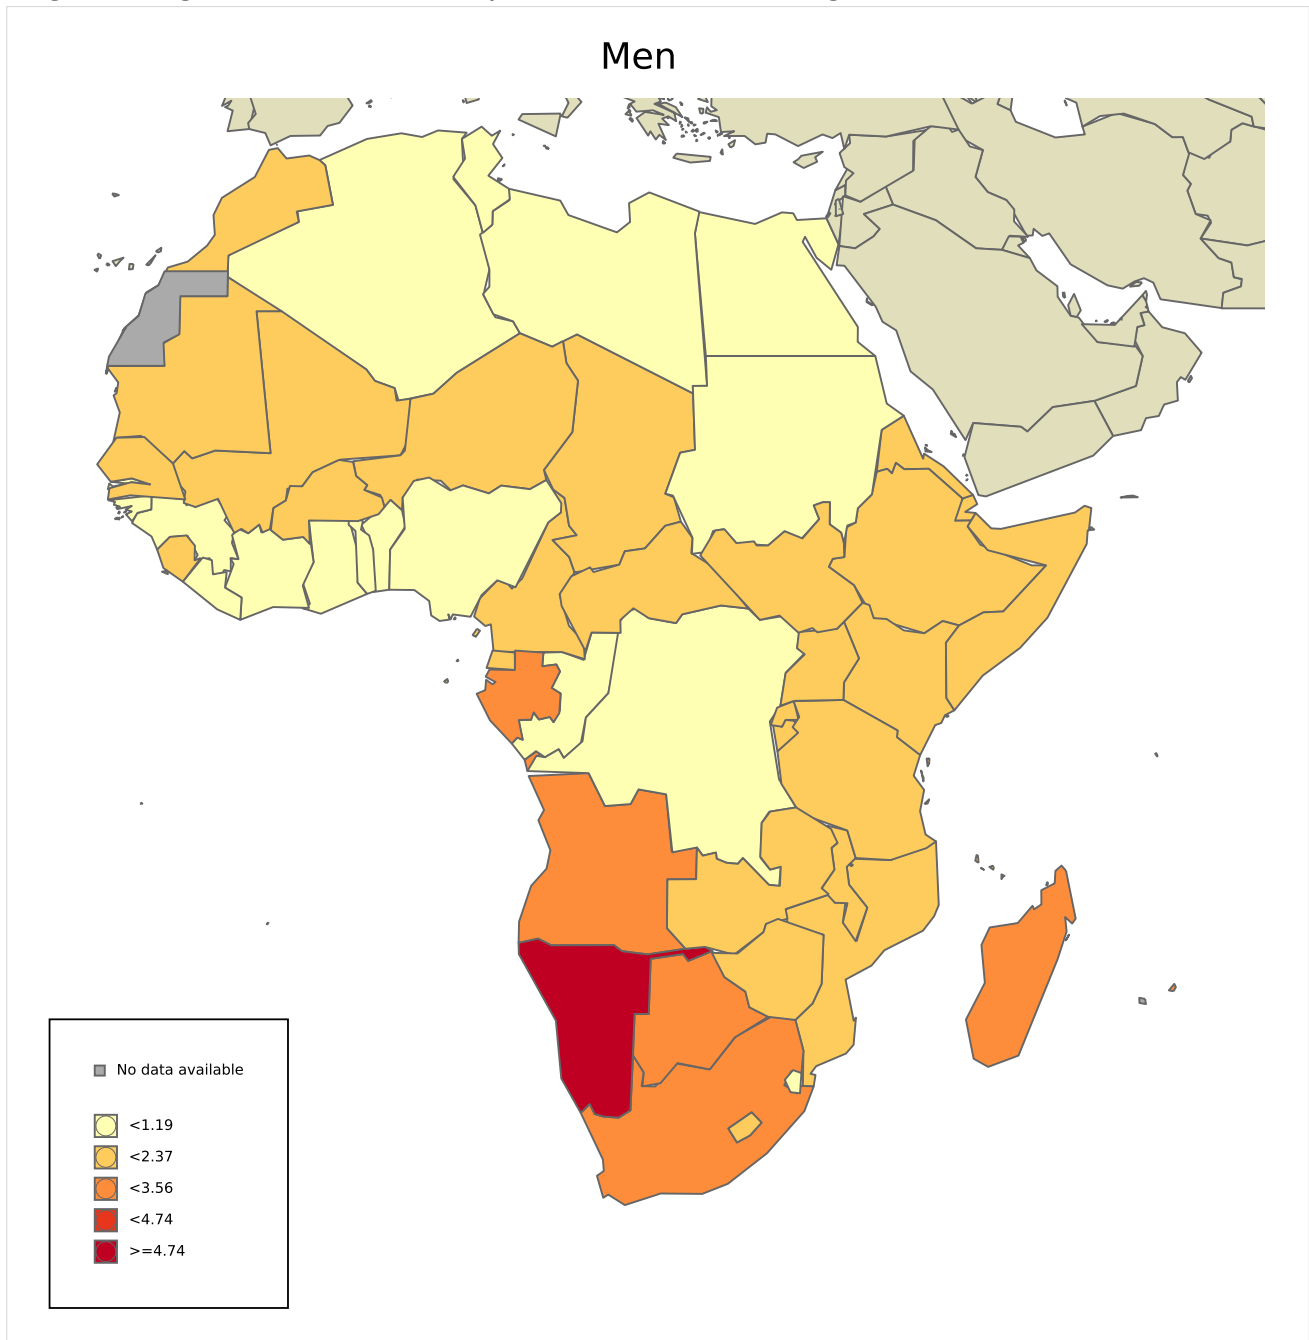 Men
No data available
<1.19
<2.37
<3.56
<4.74
>=4.74